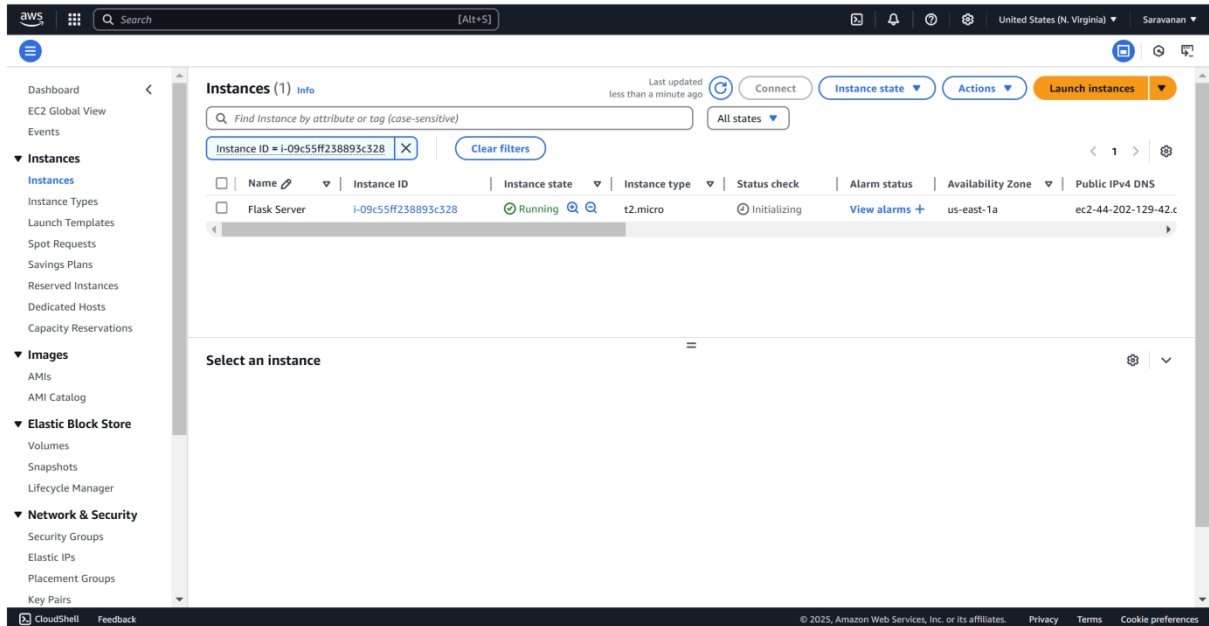 aws
Search [Alt+S]
United States (N. Virginia)
Saravanan
Dashboard
EC2 Global View
Events
Instances
Instances
Instance Types
Launch Templates
Spot Requests
Savings Plans
Reserved Instances
Dedicated Hosts
Capacity Reservations
Images
AMIs
AMI Catalog
Elastic Block Store
Volumes
Snapshots
Lifecycle Manager
Network & Security
Security Groups
Elastic IPs
Placement Groups
Key Pairs
Instances (1) Info
Last updated
less than a minute ago
Connect
Instance state
Actions
Launch instances
Find Instance by attribute or tag (case-sensitive)
All states
Instance ID = i-09c55ff238893c328
Clear filters
1
Name Instance ID Instance state Instance type Status check Alarm status Availability Zone Public IPv4 DNS
Flask Server i-09c55ff238893c328 Running t2.micro Initializing View alarms + us-east-1a ec2-44-202-129-42.c
Select an instance
CloudShell Feedback © 2025, Amazon Web Services, Inc. or its affiliates. Privacy Terms Cookie preferences